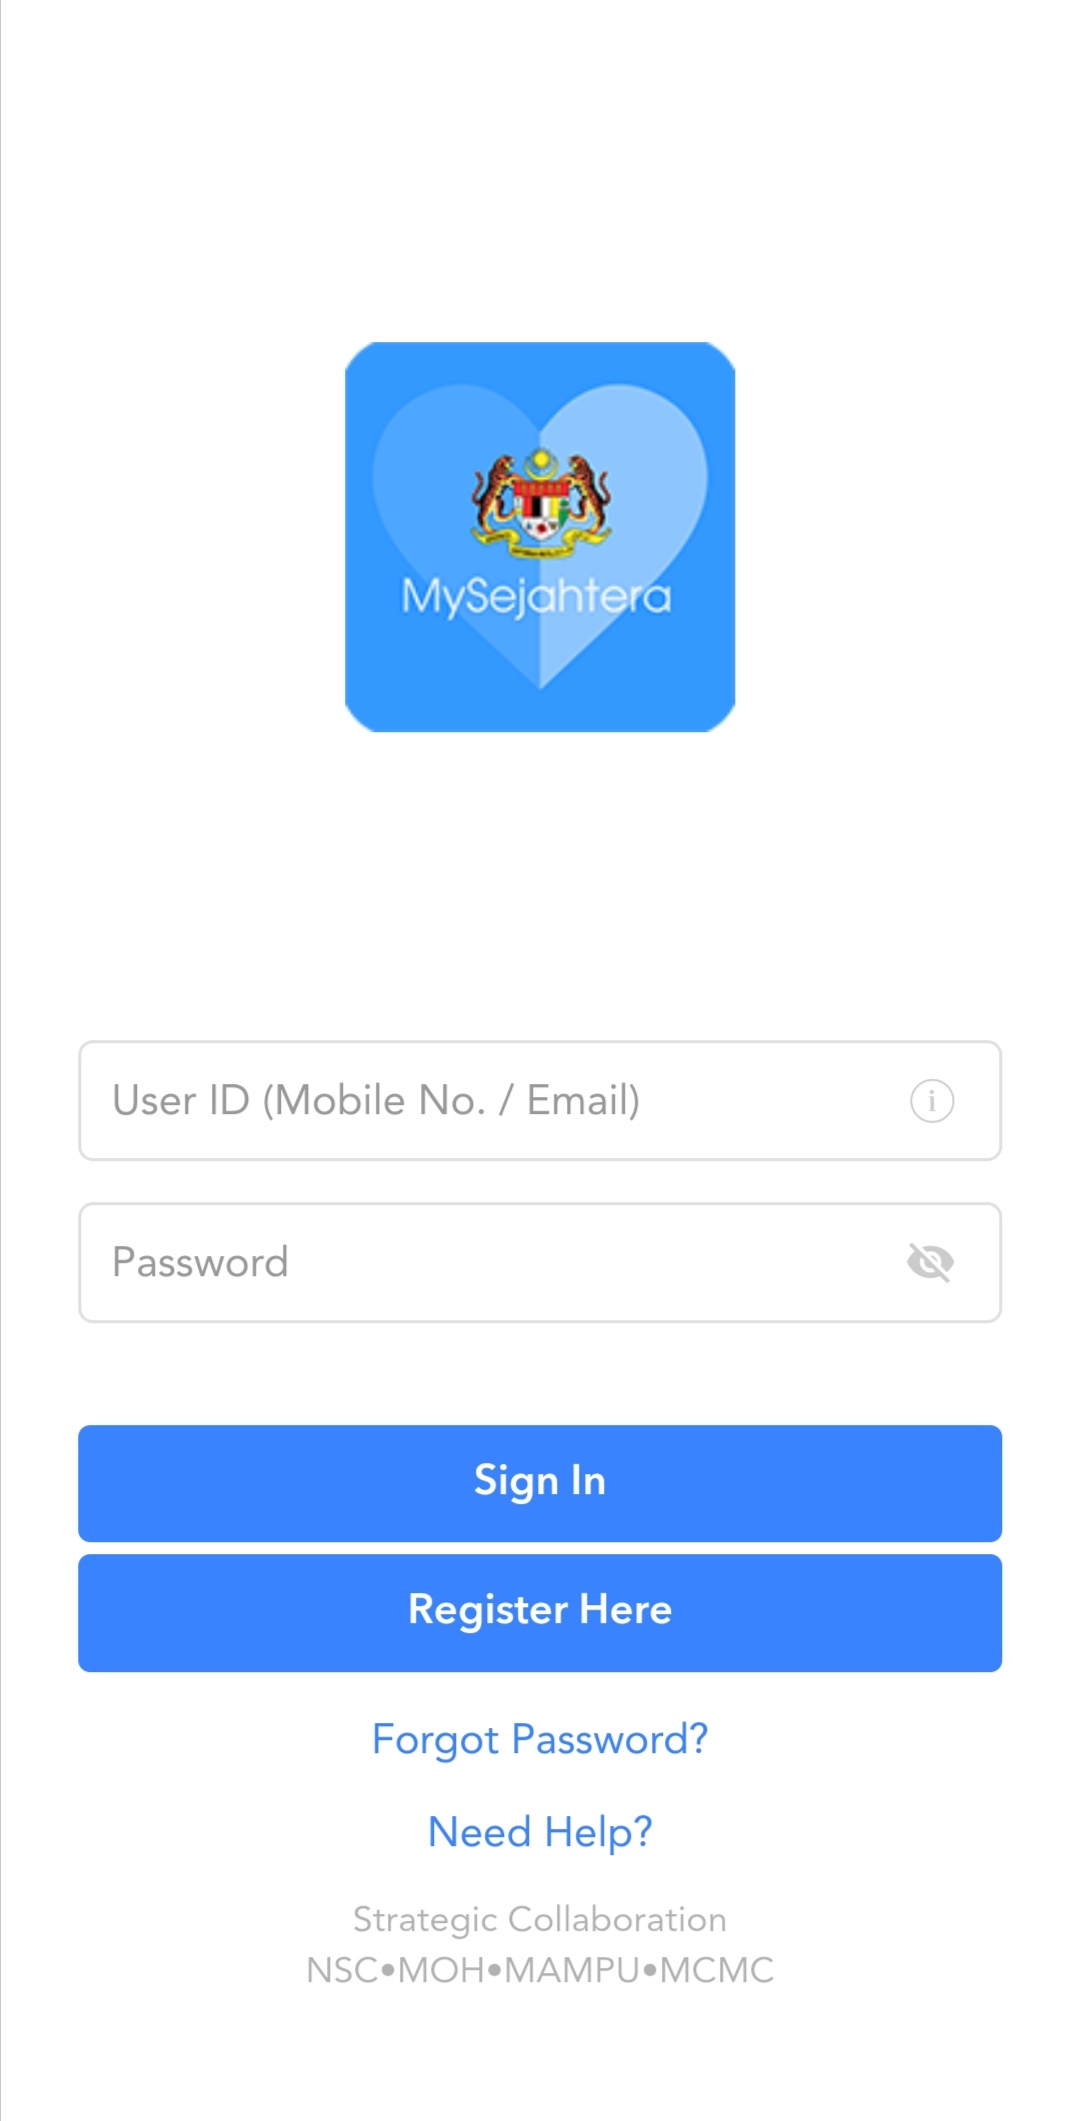 MySejahtera
User ID (Mobile No. / Email)
Password
Sign In
Register Here
Forgot Password?
Need Help?
Strategic Collaboration
NSC•MOH•MAMPU•MCMC